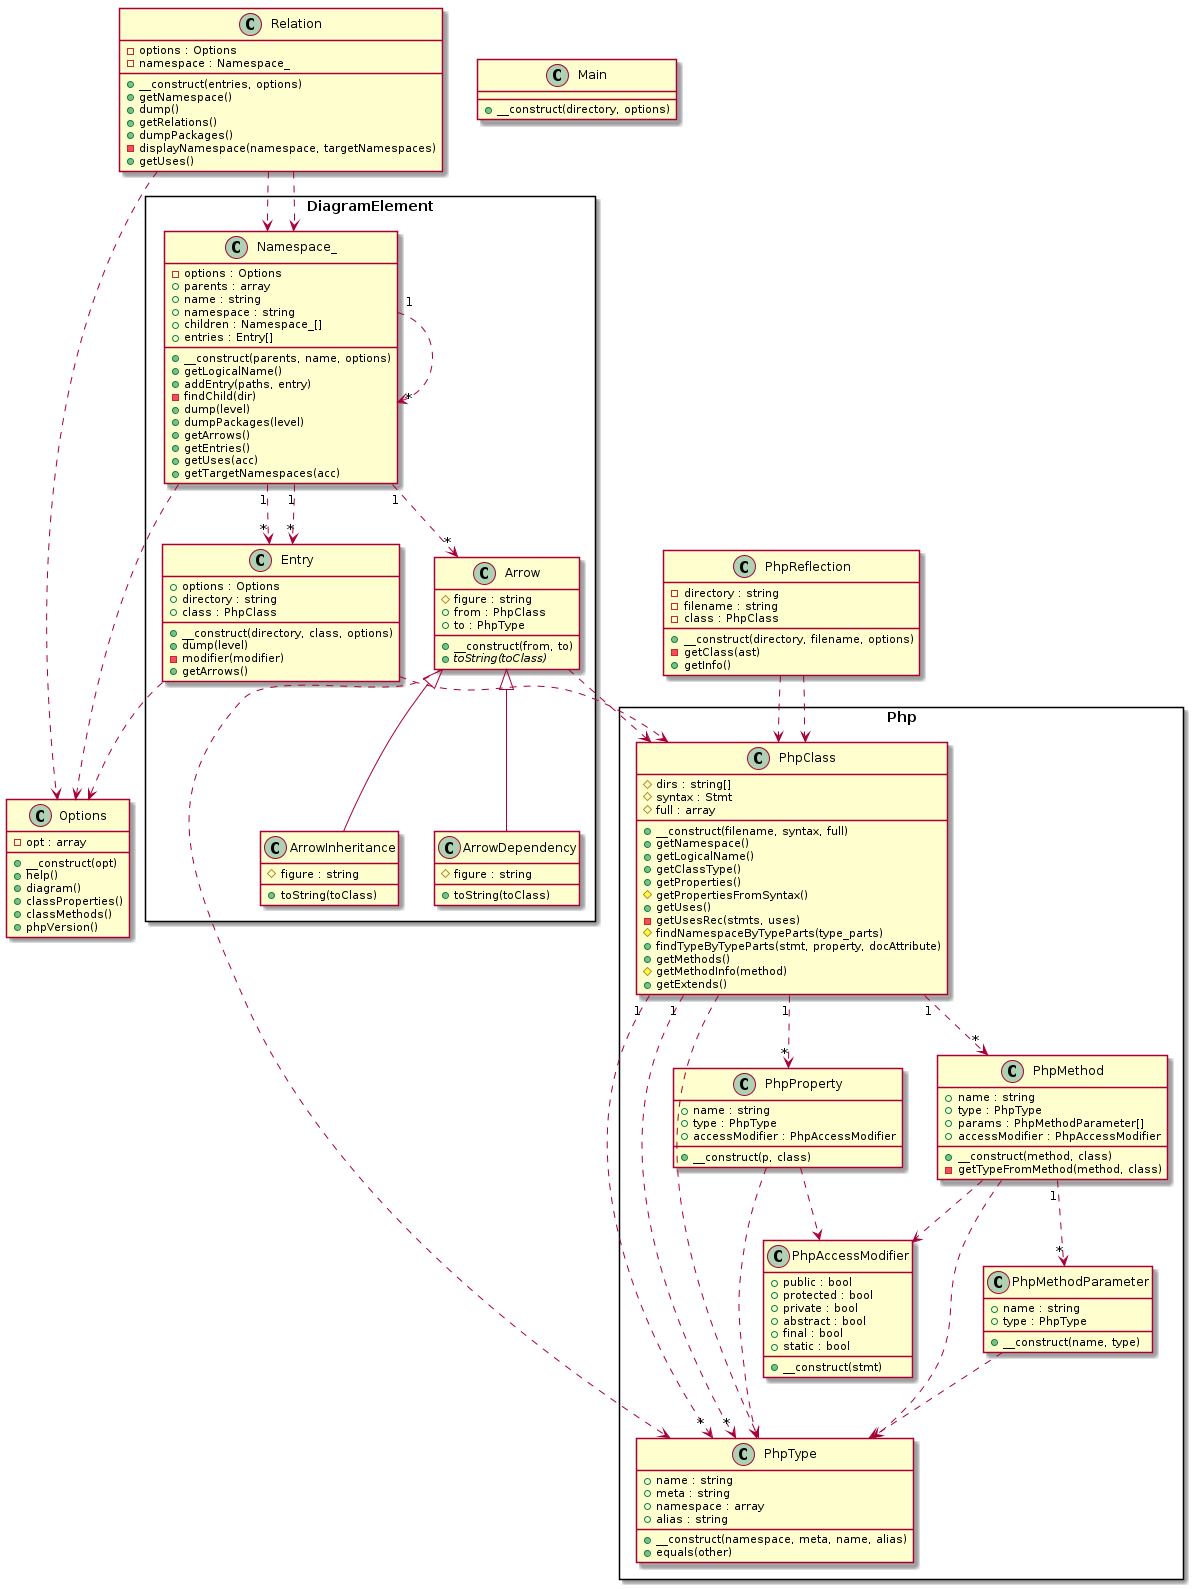 C Relation
options : Options
namespace : Namespace_
__construct(entries, options)
getNamespace()
dump()
getRelations()
dumpPackages()
displayNamespace(namespace, targetNamespaces)
getUses()
C Main
__construct(directory, options)
DiagramElement
C Namespace_
options : Options
parents : array
name : string
namespace : string
children : Namespace_[]
entries : Entry[]
__construct(parents, name, options)
getLogicalName()
addEntry(paths, entry)
findChild(dir)
dump(level)
dumpPackages(level)
getArrows()
getEntries()
getUses(acc)
getTargetNamespaces(acc)
1
*
1
1
1
*
*
*
C Entry
options : Options
directory : string
class : PhpClass
__construct(directory, class, options)
dump(level)
modifier(modifier)
getArrows()
C Arrow
figure : string
from : PhpClass
to : PhpType
__construct(from, to)
toString(toClass)
C PhpReflection
directory : string
filename : string
class : PhpClass
__construct(directory, filename, options)
getClass(ast)
getInfo()
C Options
opt : array
__construct(opt)
help()
diagram()
classProperties()
classMethods()
phpVersion()
C ArrowInheritance
figure : string
toString(toClass)
C ArrowDependency
figure : string
toString(toClass)
Php
C PhpClass
dirs : string[]
syntax : Stmt
full : array
__construct(filename, syntax, full)
getNamespace()
getLogicalName()
getClassType()
getProperties()
getPropertiesFromSyntax()
getUses()
getUsesRec(stmts, uses)
findNamespaceByTypeParts(type_parts)
findTypeByTypeParts(stmt, property, docAttribute)
getMethods()
getMethodInfo(method)
getExtends()
1
1
1
1
*
*
C PhpProperty
name : string
type : PhpType
accessModifier : PhpAccessModifier
__construct(p, class)
C PhpMethod
name : string
type : PhpType
params : PhpMethodParameter[]
accessModifier : PhpAccessModifier
__construct(method, class)
getTypeFromMethod(method, class)
1
*
C PhpAccessModifier
public : bool
protected : bool
private : bool
abstract : bool
final : bool
static : bool
__construct(stmt)
C PhpMethodParameter
name : string
type : PhpType
__construct(name, type)
*
*
C PhpType
name : string
meta : string
namespace : array
alias : string
__construct(namespace, meta, name, alias)
equals(other)